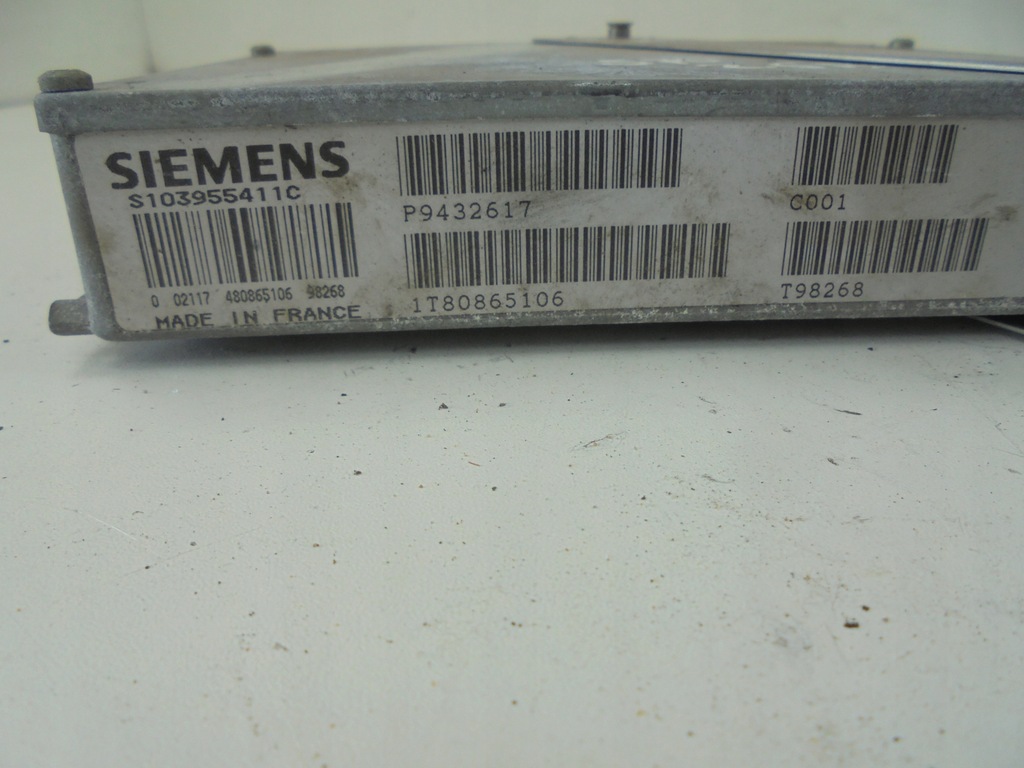 SIEMENS
S103955411C
0 02117 480865106 98268
MADE IN FRANCE
P9432617
1T80865106
C001
T98268